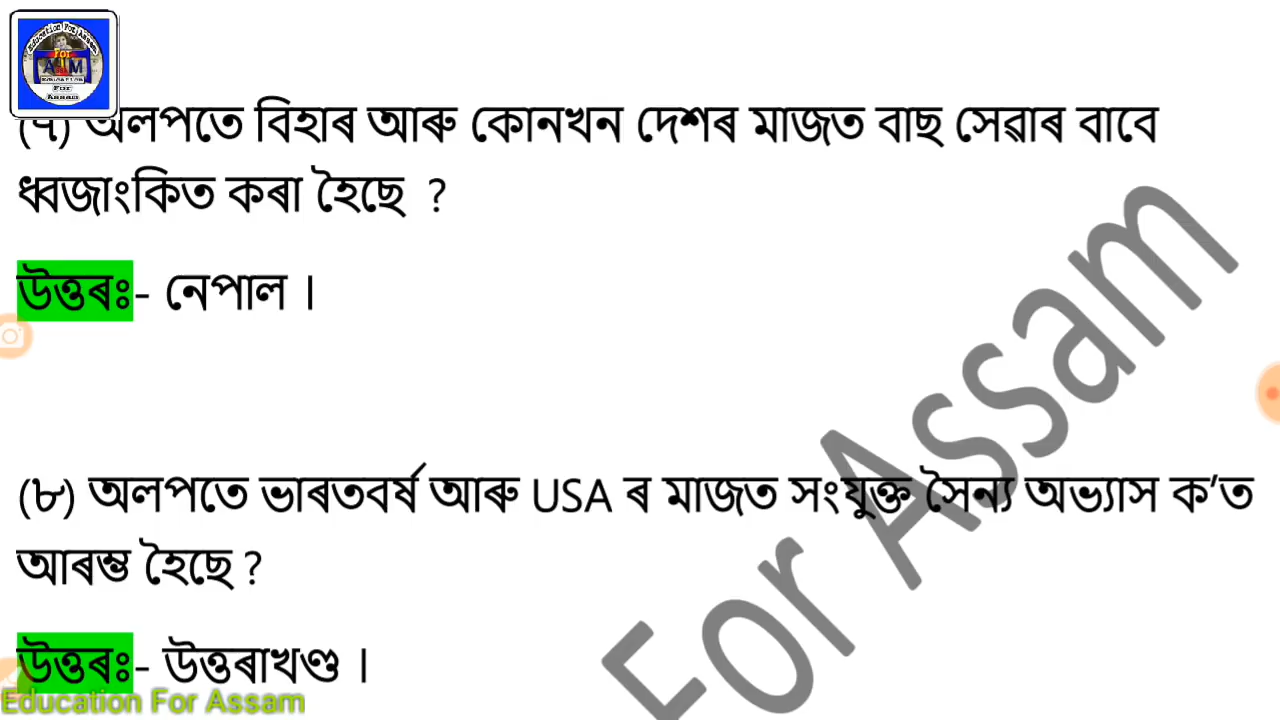 (৭) অলপতে বিহাৰ আৰু কোনখন দেশৰ মাজত বাছ সেৱাৰ বাবে
ধ্বজাংকিত কৰা হৈছে ?
উত্তৰঃ- নেপাল ।
(৮) অলপতে ভাৰতবৰ্ষ আৰু USA ৰ মাজত সংযুক্ত সৈন্য অভ্যাস ক'ত
আৰম্ভ হৈছে ?
উত্তৰঃ- উত্তৰাখণ্ড ।
Education For Assam
For Assam